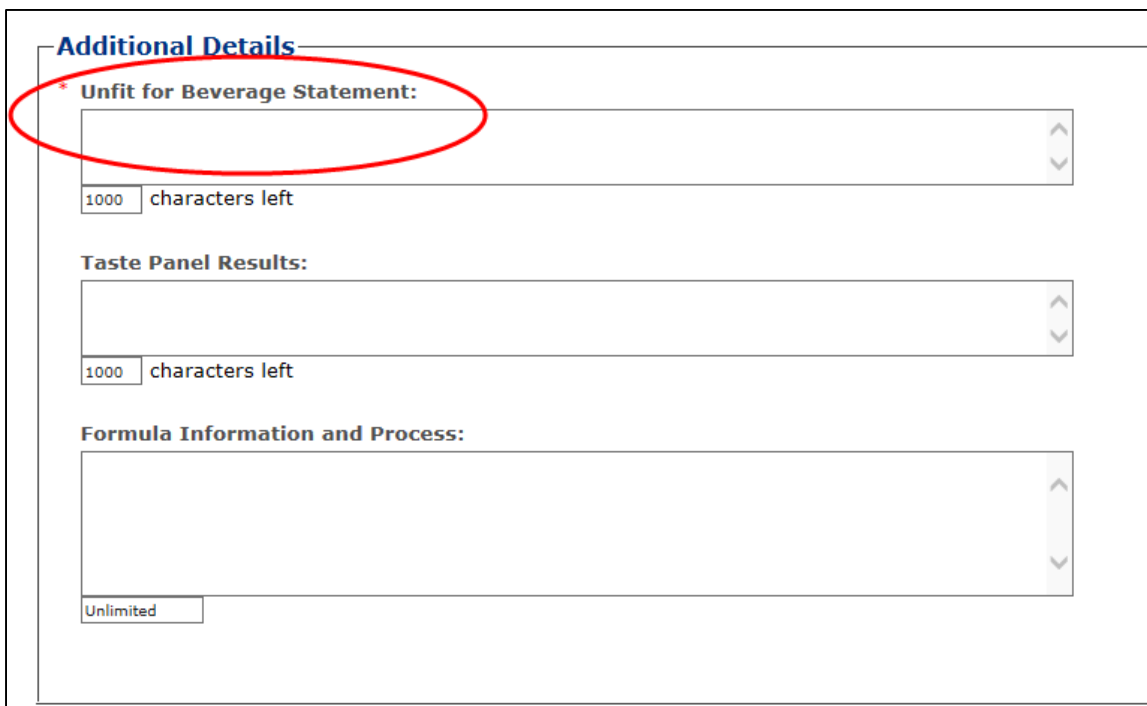 Additional Details
* Unfit for Beverage Statement:
1000 characters left
Taste Panel Results:
1000 characters left
Formula Information and Process:
Unlimited